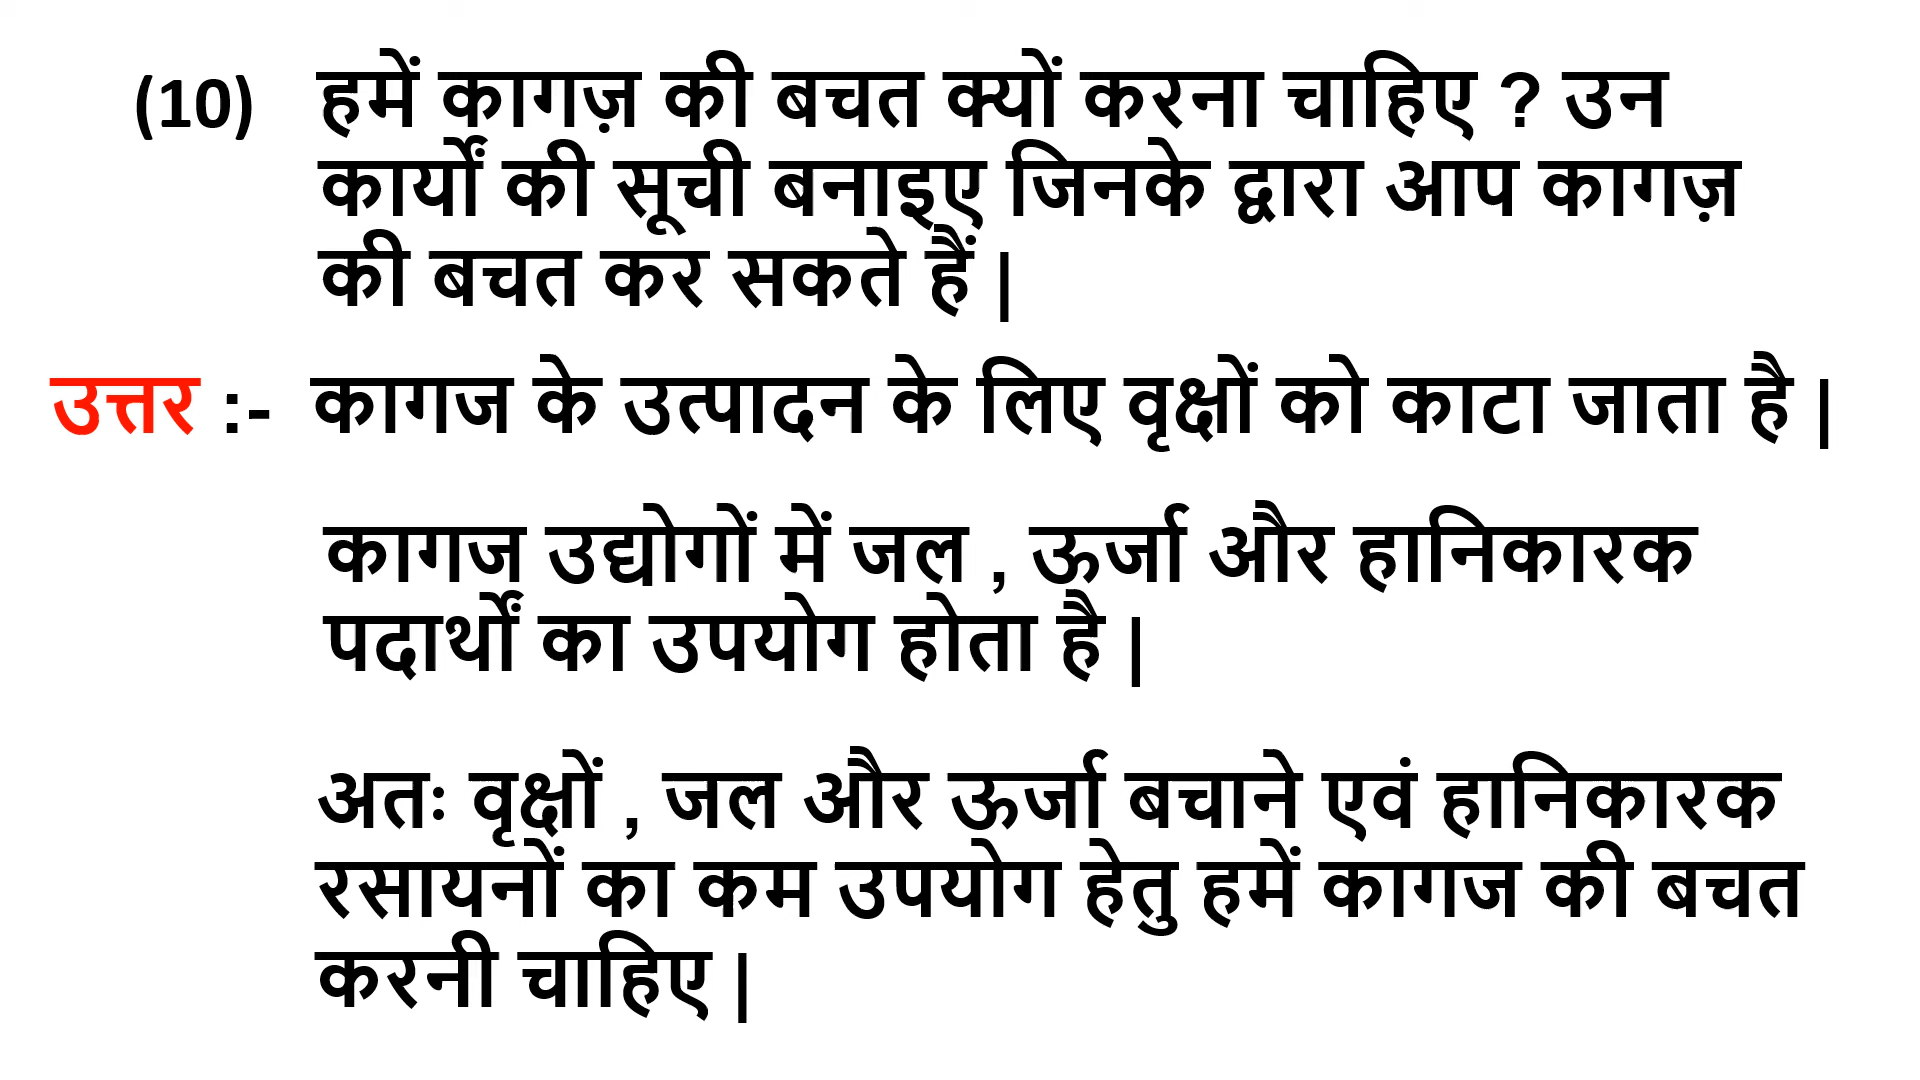 (10) हमें कागज़ की बचत क्यों करना चाहिए ? उन
कार्यों की सूची बनाइए जिनके द्वारा आप कागज़
की बचत कर सकते हैं |
उत्तर :- कागज के उत्पादन के लिए वृक्षों को काटा जाता है |
कागज उद्योगों में जल , ऊर्जा और हानिकारक
पदार्थों का उपयोग होता है |
अतः वृक्षों , जल और ऊर्जा बचाने एवं हानिकारक
रसायनों का कम उपयोग हेतु हमें कागज की बचत
करनी चाहिए |